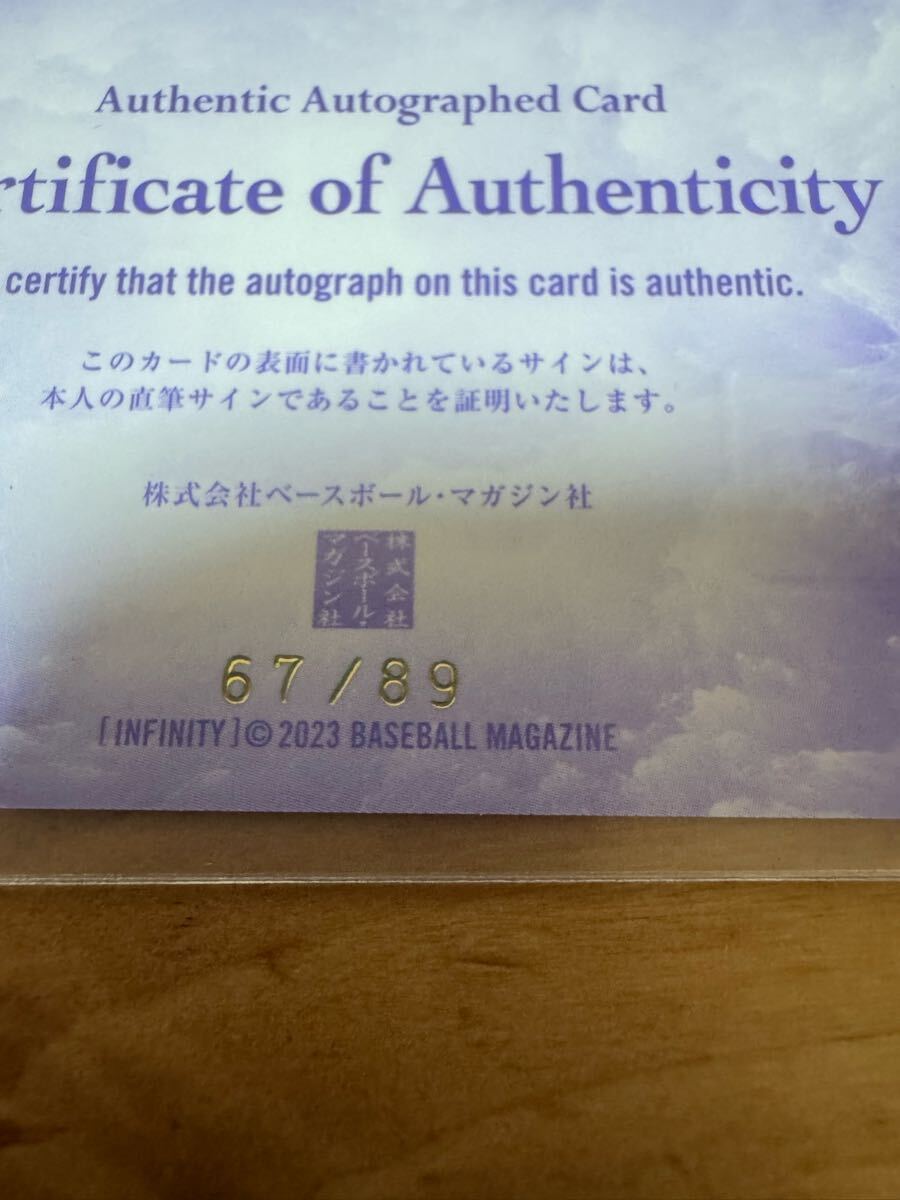 Authentic Autographed Card
rtificate of Authenticity
certify that the autograph on this card is authentic.
このカードの表面に書かれているサインは、
本人の直筆サインであることを証明いたします。
株式会社ベースボール・マガジン社
株式会社
ベースボール・
マガジン社
67/89
[INFINITY]©2023 BASEBALL MAGAZINE